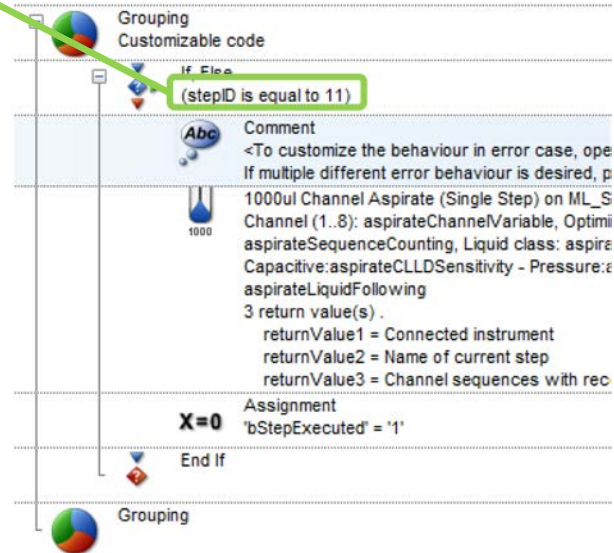 Grouping
Customizable code
If, Else
(stepID is equal to 11)
Abc
Comment
<To customize the behaviour in error case, ope
If multiple different error behaviour is desired, p
1000
1000ul Channel Aspirate (Single Step) on ML_S
Channel (1..8): aspirateChannelVariable, Optimi
aspirateSequenceCounting, Liquid class: aspira
Capacitive:aspirateCLLDSensitivity - Pressure:a
aspirateLiquidFollowing
3 return value(s) .
returnValue1 = Connected instrument
returnValue2 = Name of current step
returnValue3 = Channel sequences with rec
X=0
Assignment
'bStepExecuted' = '1'
End If
Grouping